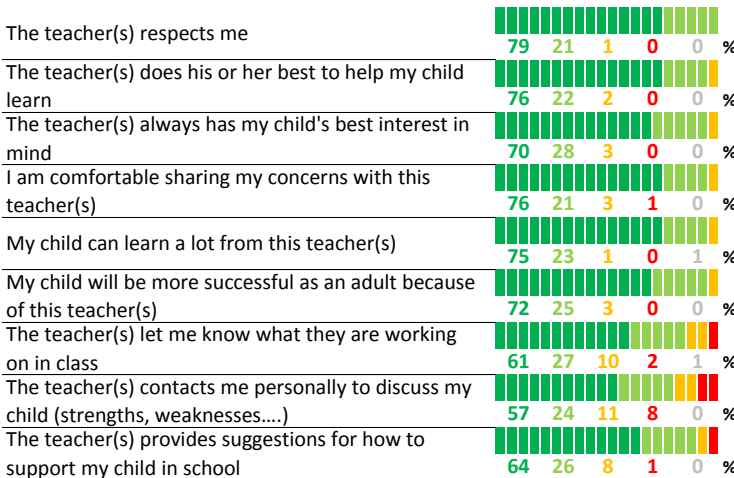 The teacher(s) respects me
79 21 1 0 0 %
The teacher(s) does his or her best to help my child
learn
76 22 2 0 0 %
The teacher(s) always has my child's best interest in
mind
70 28 3 0 0 %
I am comfortable sharing my concerns with this
teacher(s)
76 21 3 1 0 %
My child can learn a lot from this teacher(s)
75 23 1 0 1 %
My child will be more successful as an adult because
of this teacher(s)
72 25 3 0 0 %
The teacher(s) let me know what they are working
on in class
61 27 10 2 1 %
The teacher(s) contacts me personally to discuss my
child (strengths, weaknesses….)
57 24 11 8 0 %
The teacher(s) provides suggestions for how to
support my child in school
64 26 8 1 0 %